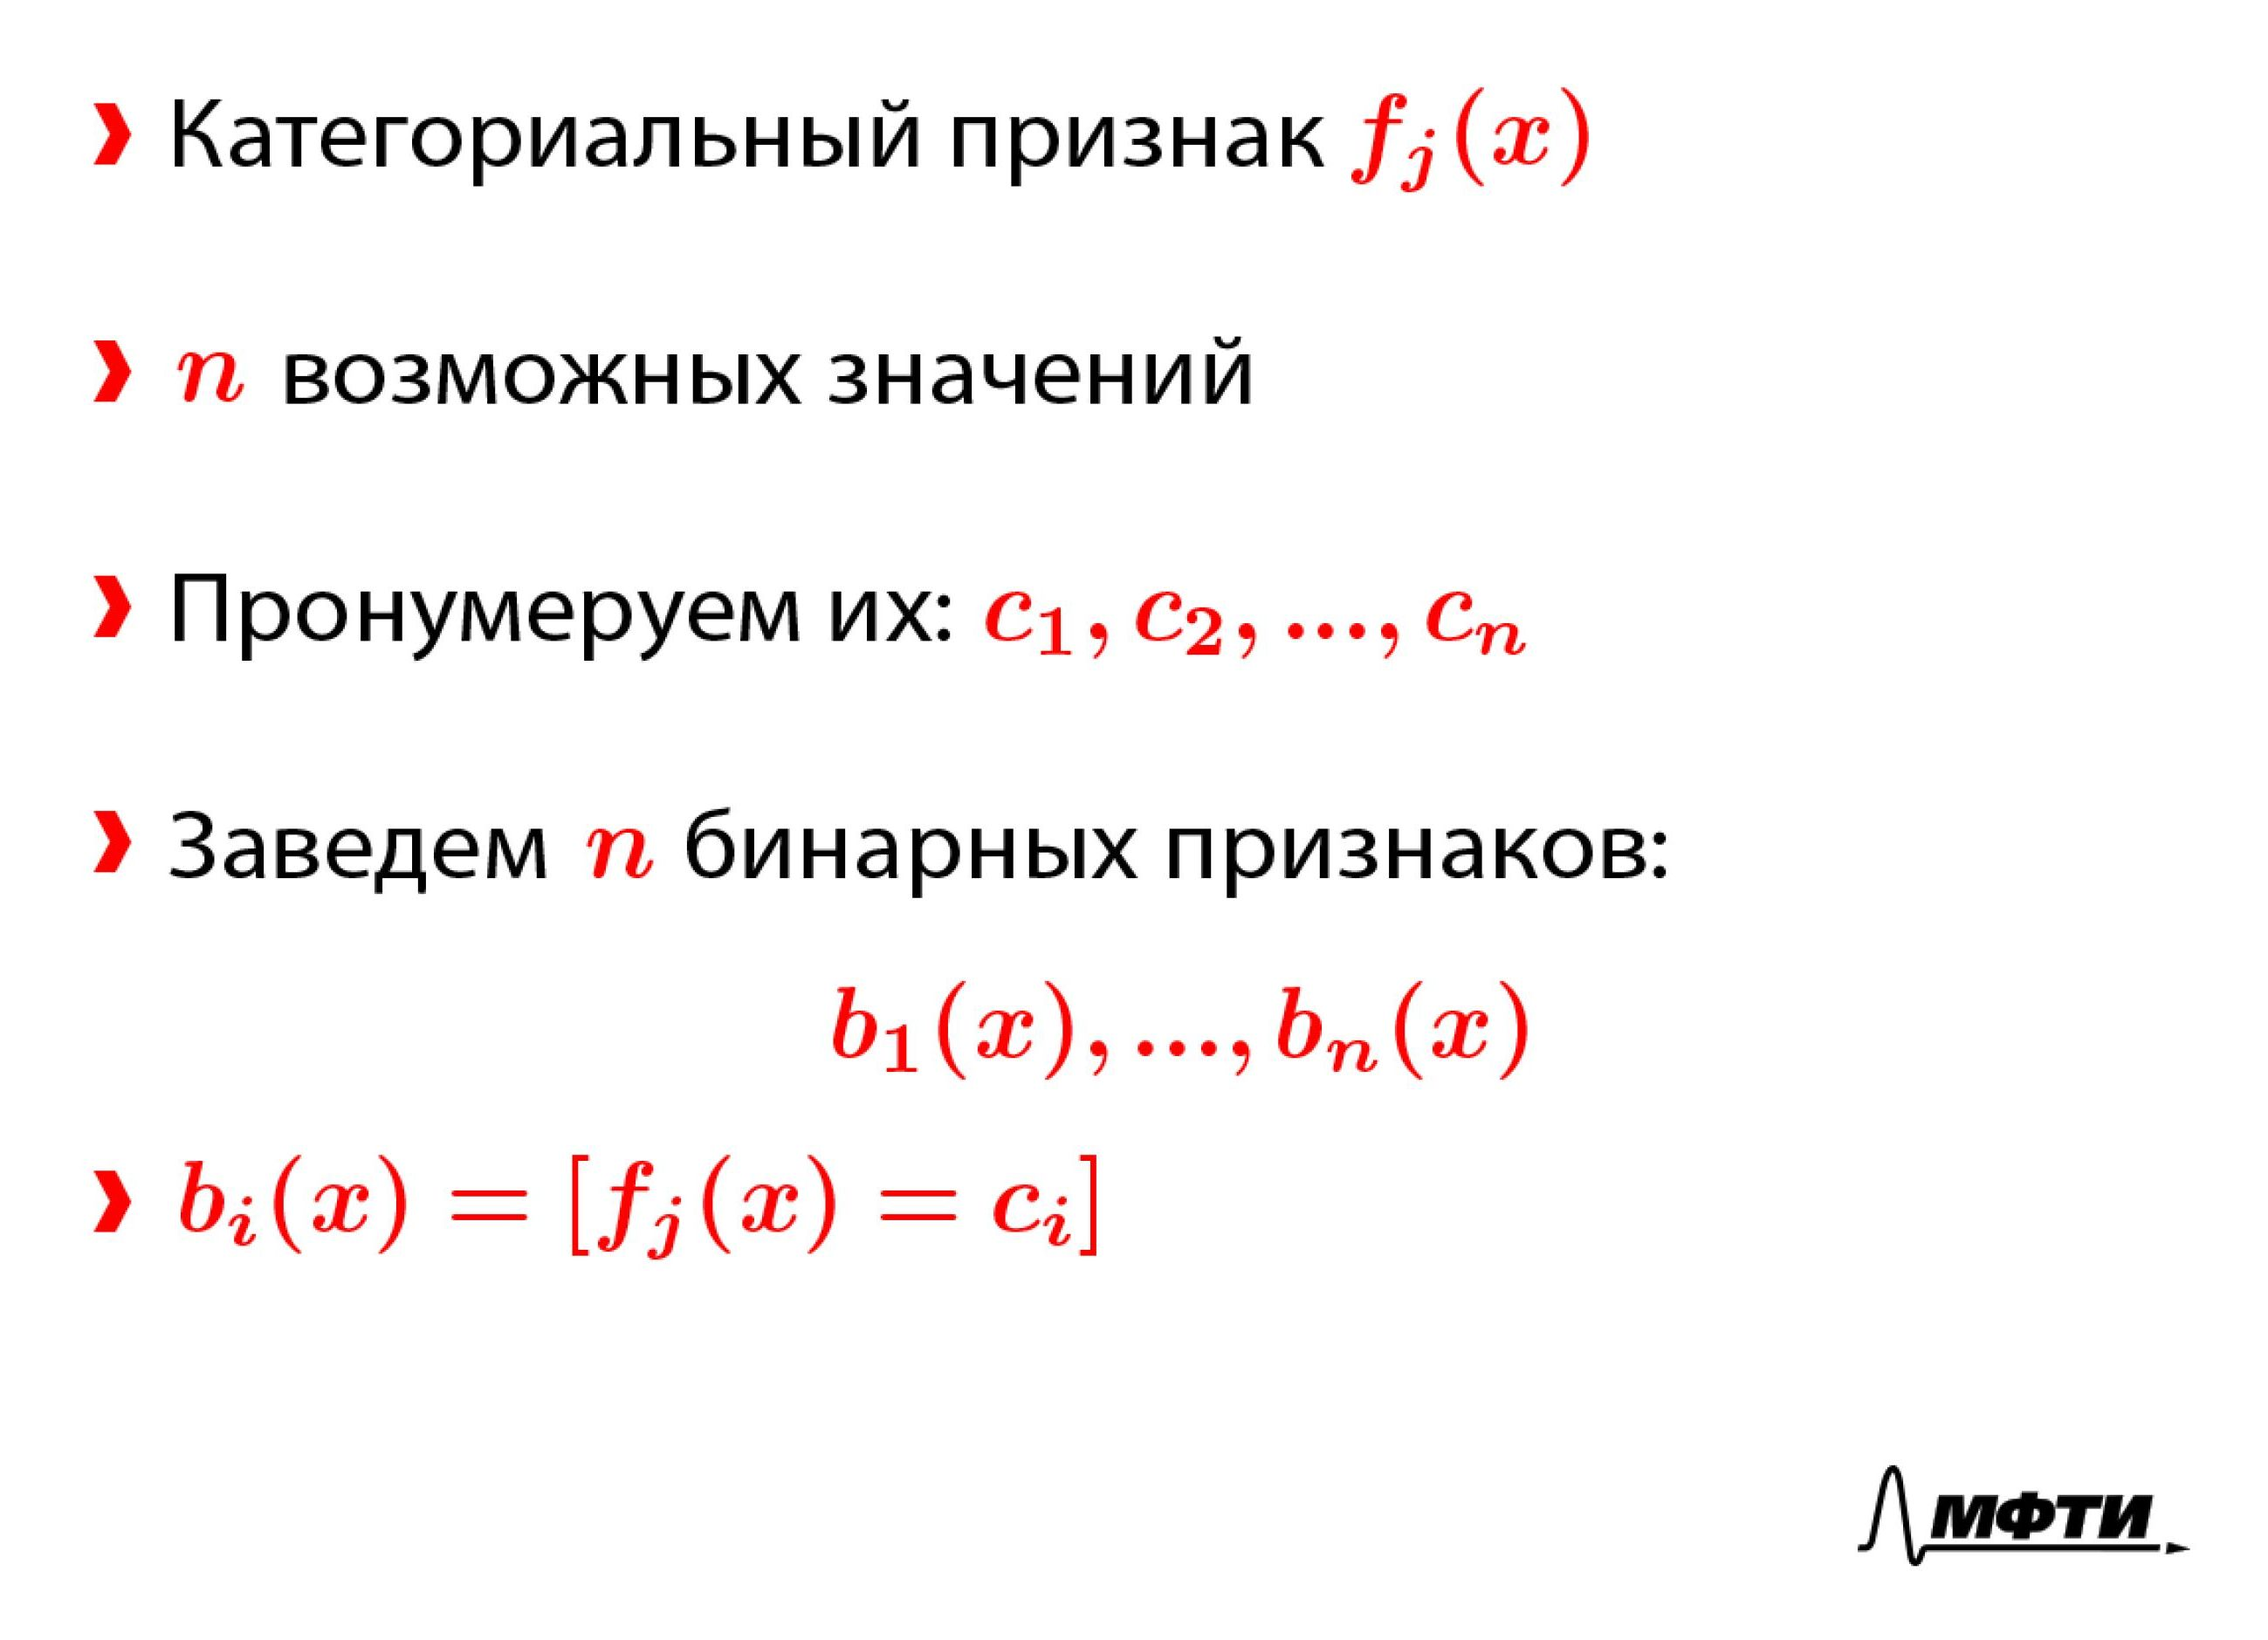 Категориальный признак f_j(x)
n возможных значений
Пронумеруем их: c_1, c_2, ..., c_n
Заведем n бинарных признаков:
b_1(x), ..., b_n(x)
b_i(x) = [f_j(x) = c_i]
МФТИ